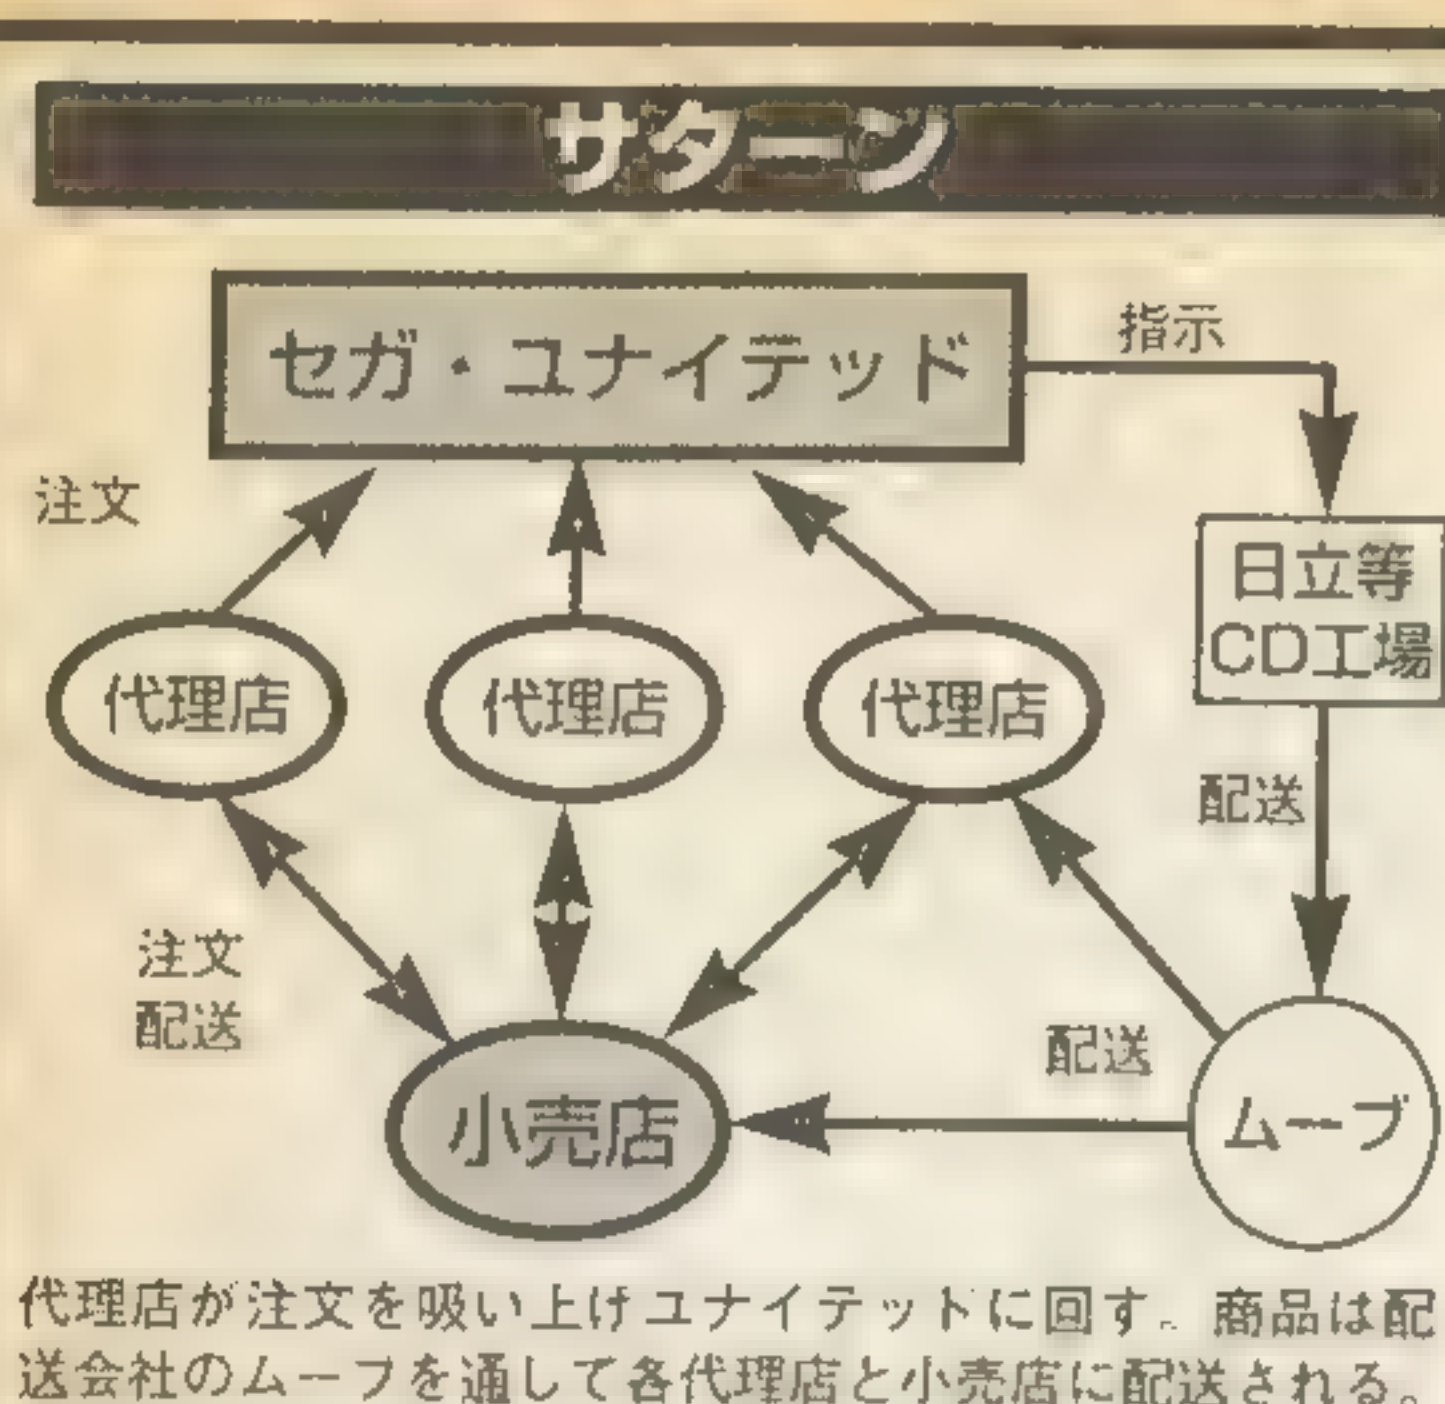 サターン
セガ・ユナイテッド
指示
注文
日立等
CD工場
代理店
代理店
代理店
配送
注文
配送
配送
小売店
ムーブ
代理店が注文を吸い上げユナイテッドに回す。商品は配
送会社のムーブを通して各代理店と小売店に配送される。